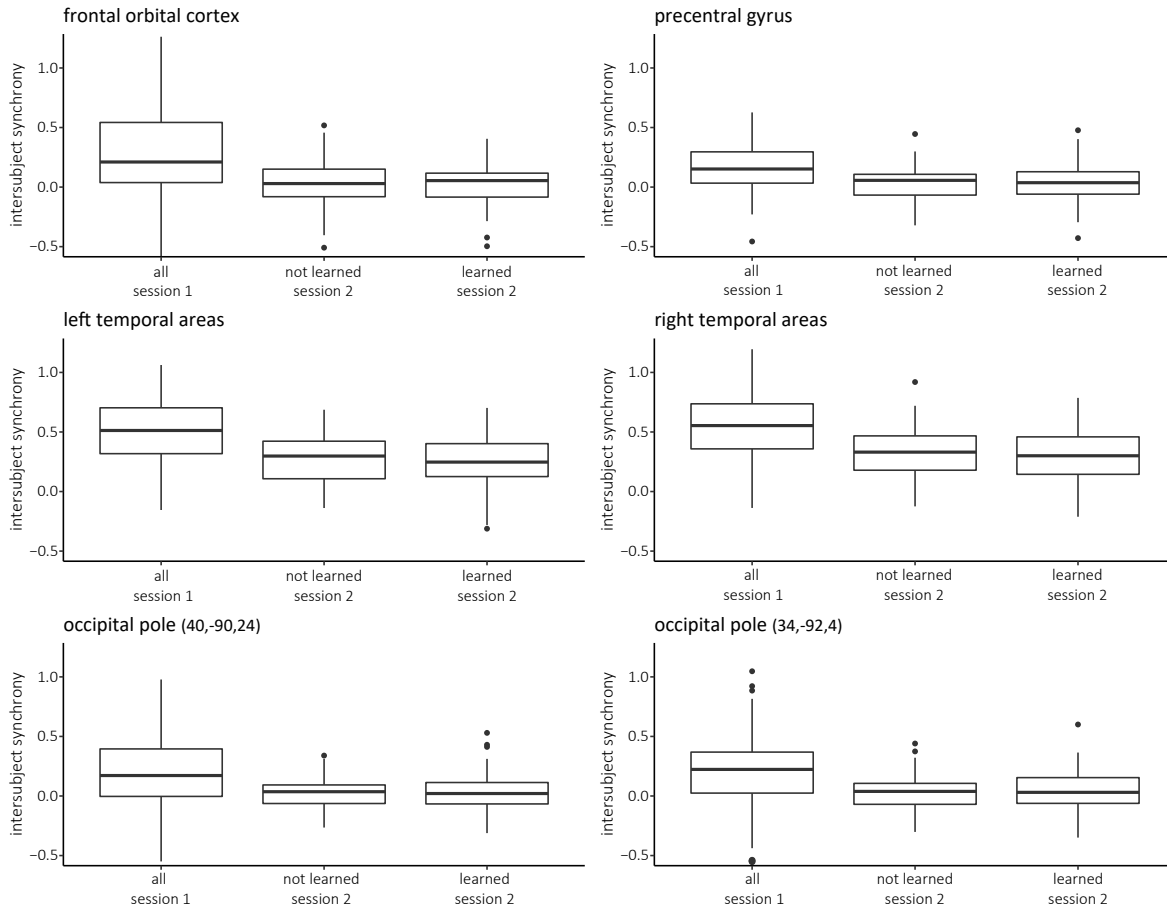 frontal orbital cortex
intersubject synchrony
1.0
0.5
0.0
−0.5
all
session 1
not learned
session 2
learned
session 2
precentral gyrus
intersubject synchrony
1.0
0.5
0.0
−0.5
all
session 1
not learned
session 2
learned
session 2
left temporal areas
intersubject synchrony
1.0
0.5
0.0
−0.5
all
session 1
not learned
session 2
learned
session 2
right temporal areas
intersubject synchrony
1.0
0.5
0.0
−0.5
all
session 1
not learned
session 2
learned
session 2
occipital pole (40,-90,24)
intersubject synchrony
1.0
0.5
0.0
−0.5
all
session 1
not learned
session 2
learned
session 2
occipital pole (34,-92,4)
intersubject synchrony
1.0
0.5
0.0
−0.5
all
session 1
not learned
session 2
learned
session 2